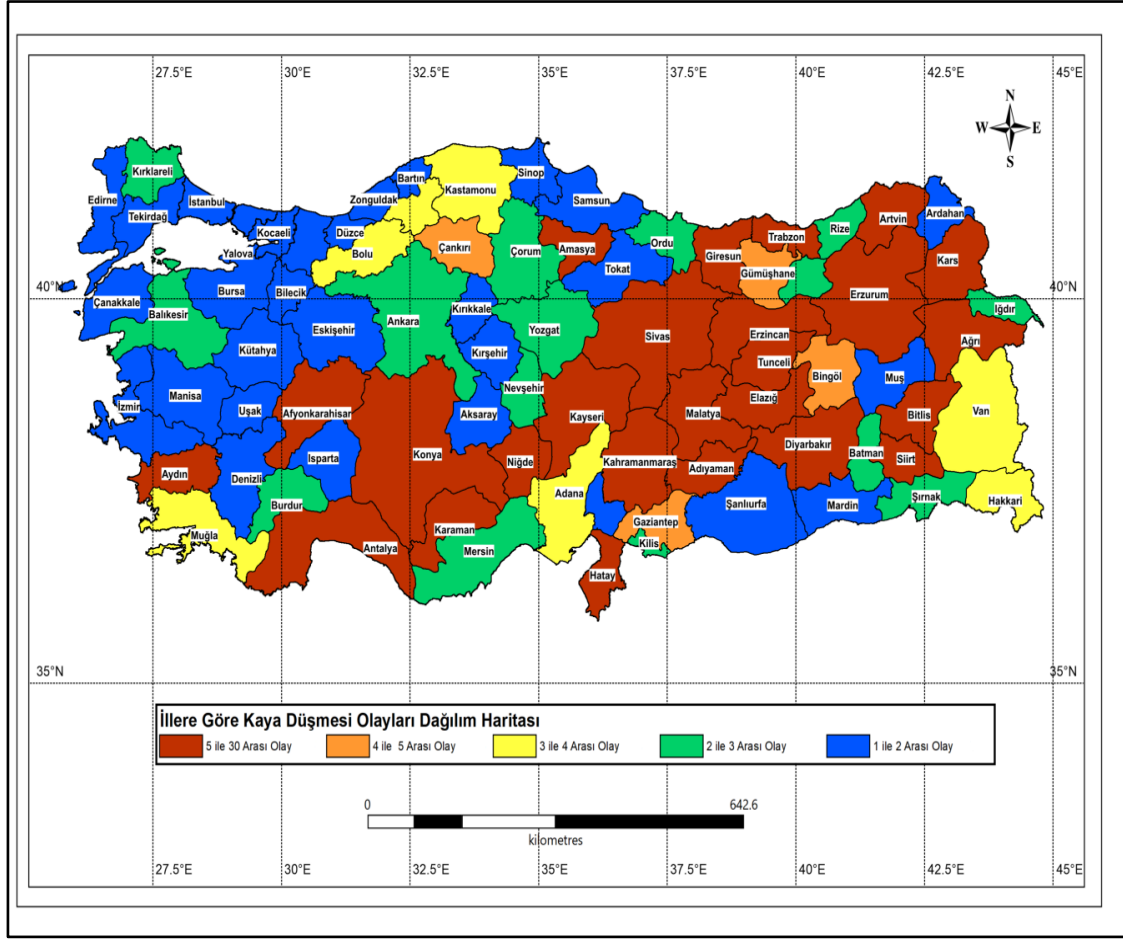 27.5°E 30°E 32.5°E 35°E 37.5°E 40°E 42.5°E 45°E
N
W E
S
Kırklareli
Edirne
Tekirdağ
İstanbul
Kocaeli
Yalova
Düzce
Zonguldak
Bartın
Kastamonu
Sinop
Samsun
Bolu
Çankırı
Çorum
Amasya
Tokat
Ordu
Giresun
Trabzon
Gümüşhane
Rize
Artvin
Ardahan
Kars
40°N
40°N
Çanakkale
Balıkesir
Bursa
Bilecik
Eskişehir
Kütahya
Ankara
Kırıkkale
Kırşehir
Yozgat
Sivas
Erzincan
Erzurum
Iğdır
Ağrı
Tunceli
Bingöl
Muş
Van
İzmir
Manisa
Uşak
Afyonkarahisar
Konya
Aksaray
Nevşehir
Kayseri
Malatya
Elazığ
Diyarbakır
Bitlis
Batman
Siirt
Aydın
Denizli
Isparta
Niğde
Kahramanmaraş
Adıyaman
Burdur
Adana
Şanlıurfa
Mardin
Şırnak
Hakkari
Muğla
Antalya
Karaman
Mersin
Gaziantep
Kilis
Hatay
35°N
35°N
İllere Göre Kaya Düşmesi Olayları Dağılım Haritası
5 ile 30 Arası Olay
4 ile 5 Arası Olay
3 ile 4 Arası Olay
2 ile 3 Arası Olay
1 ile 2 Arası Olay
0 642.6
kilometres
27.5°E 30°E 32.5°E 35°E 37.5°E 40°E 42.5°E 45°E